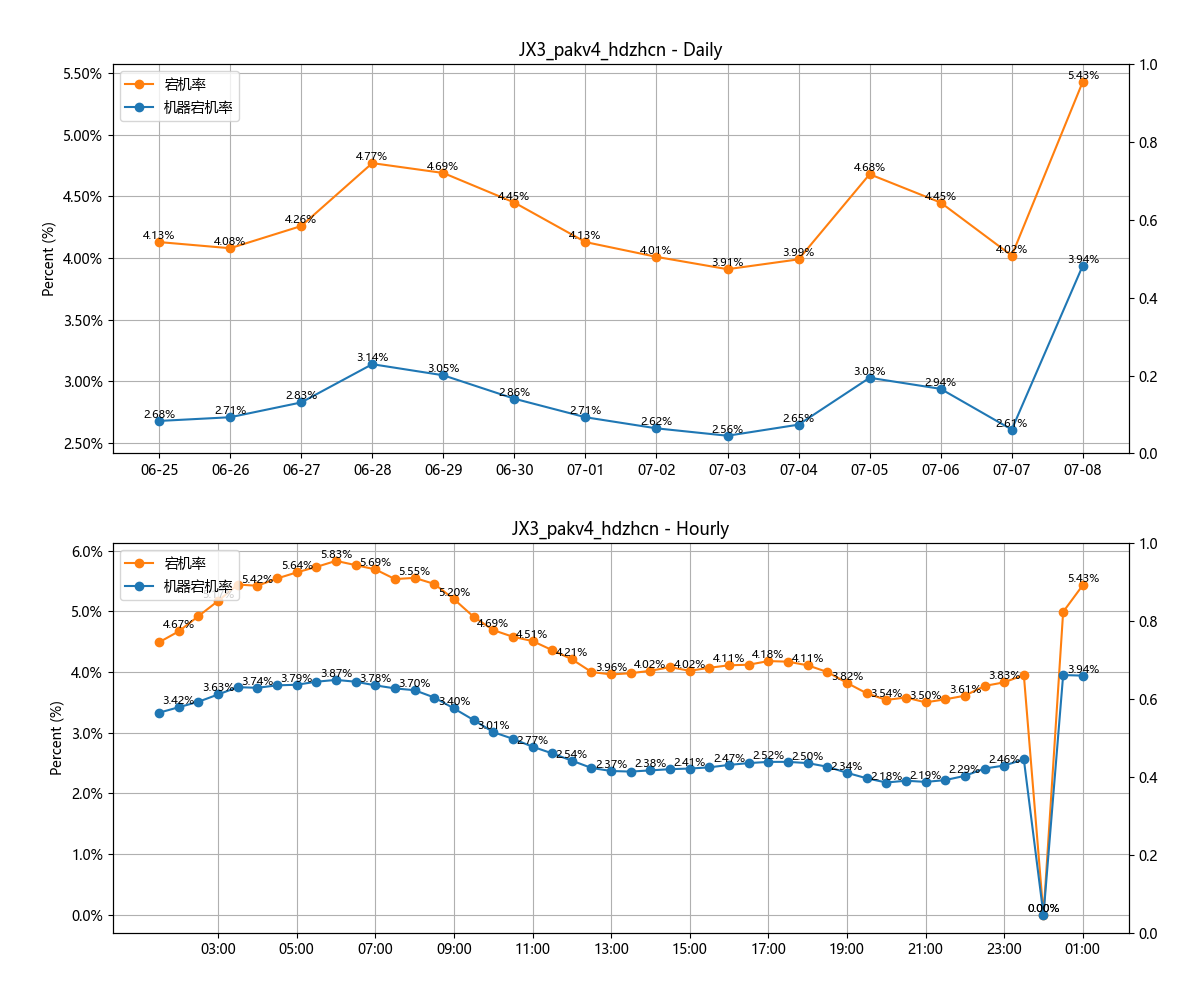 JX3_pakv4_hdzhcn - Daily
宕机率
机器宕机率
Percent (%)
5.50%
5.00%
4.50%
4.00%
3.50%
3.00%
2.50%
1.0
0.8
0.6
0.4
0.2
0.0
4.13% 4.08% 4.26% 4.77% 4.69% 4.45% 4.13% 4.01% 3.91% 3.99% 4.68% 4.45% 4.02% 5.43%
2.68% 2.71% 2.83% 3.14% 3.05% 2.86% 2.71% 2.62% 2.56% 2.65% 3.03% 2.94% 2.61% 3.94%
06-25 06-26 06-27 06-28 06-29 06-30 07-01 07-02 07-03 07-04 07-05 07-06 07-07 07-08
JX3_pakv4_hdzhcn - Hourly
宕机率
机器宕机率
Percent (%)
6.0%
5.0%
4.0%
3.0%
2.0%
1.0%
0.0%
1.0
0.8
0.6
0.4
0.2
0.0
4.67% 5.42% 5.64% 5.83% 5.69% 5.55% 5.20% 4.69% 4.51% 4.21% 3.96% 4.02% 4.02% 4.11% 4.18% 4.11% 3.82% 3.54% 3.50% 3.61% 3.83% 0.00% 5.43%
3.42% 3.63% 3.74% 3.79% 3.87% 3.78% 3.70% 3.40% 3.01% 2.77% 2.54% 2.37% 2.38% 2.41% 2.47% 2.52% 2.50% 2.34% 2.18% 2.19% 2.29% 2.46% 0.00% 3.94%
03:00 05:00 07:00 09:00 11:00 13:00 15:00 17:00 19:00 21:00 23:00 01:00